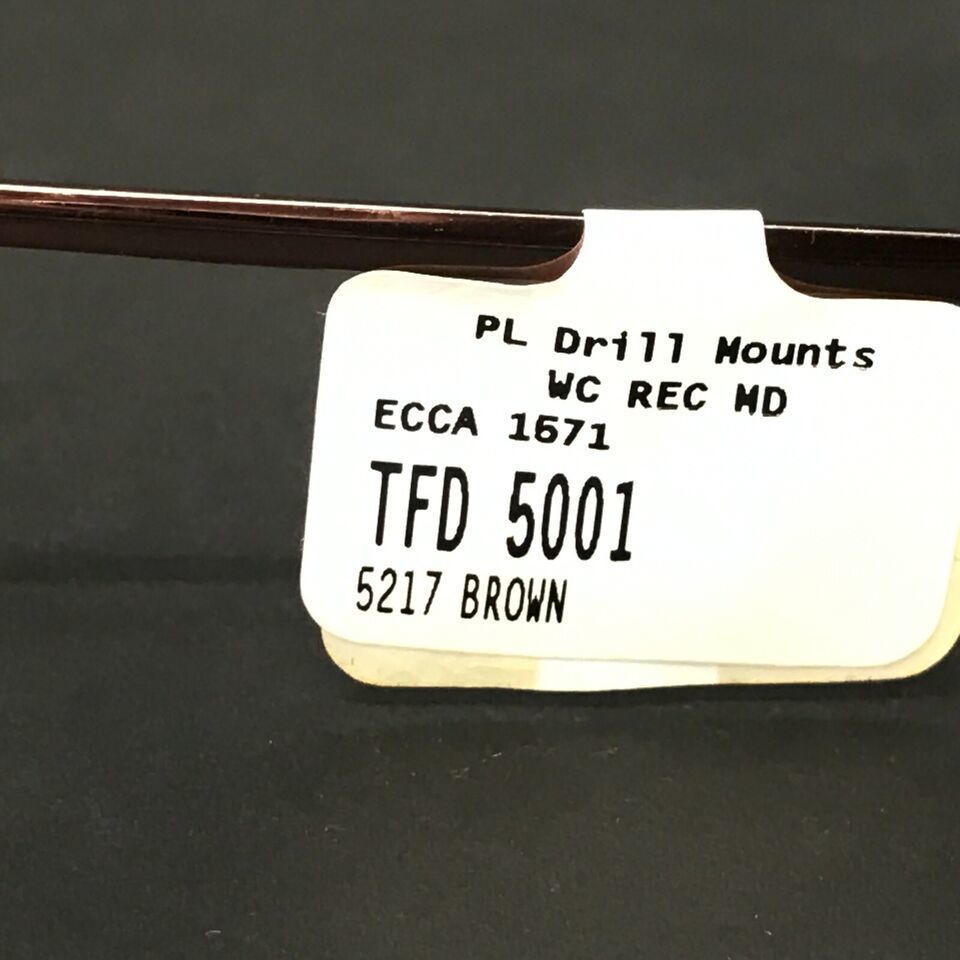 PL Drill Mounts
WC REC MD
ECCA 1571
TFD 5001
5217 BROWN